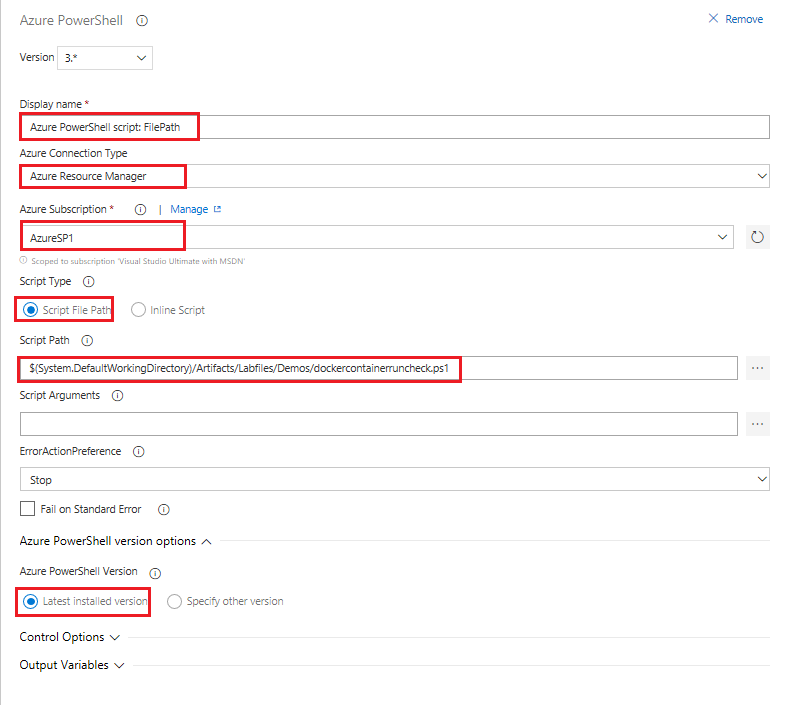 Azure PowerShell
Remove
Version 3.*
Display name *
Azure PowerShell script: FilePath
Azure Connection Type
Azure Resource Manager
Azure Subscription * | Manage
AzureSP1
Scoped to subscription 'Visual Studio Ultimate with MSDN'
Script Type
Script File Path Inline Script
Script Path
$(System.DefaultWorkingDirectory)/Artifacts/Labfiles/Demos/dockercontainerruncheck.ps1
...
Script Arguments
...
ErrorActionPreference
Stop
Fail on Standard Error
Azure PowerShell version options
Azure PowerShell Version
Latest installed version Specify other version
Control Options
Output Variables